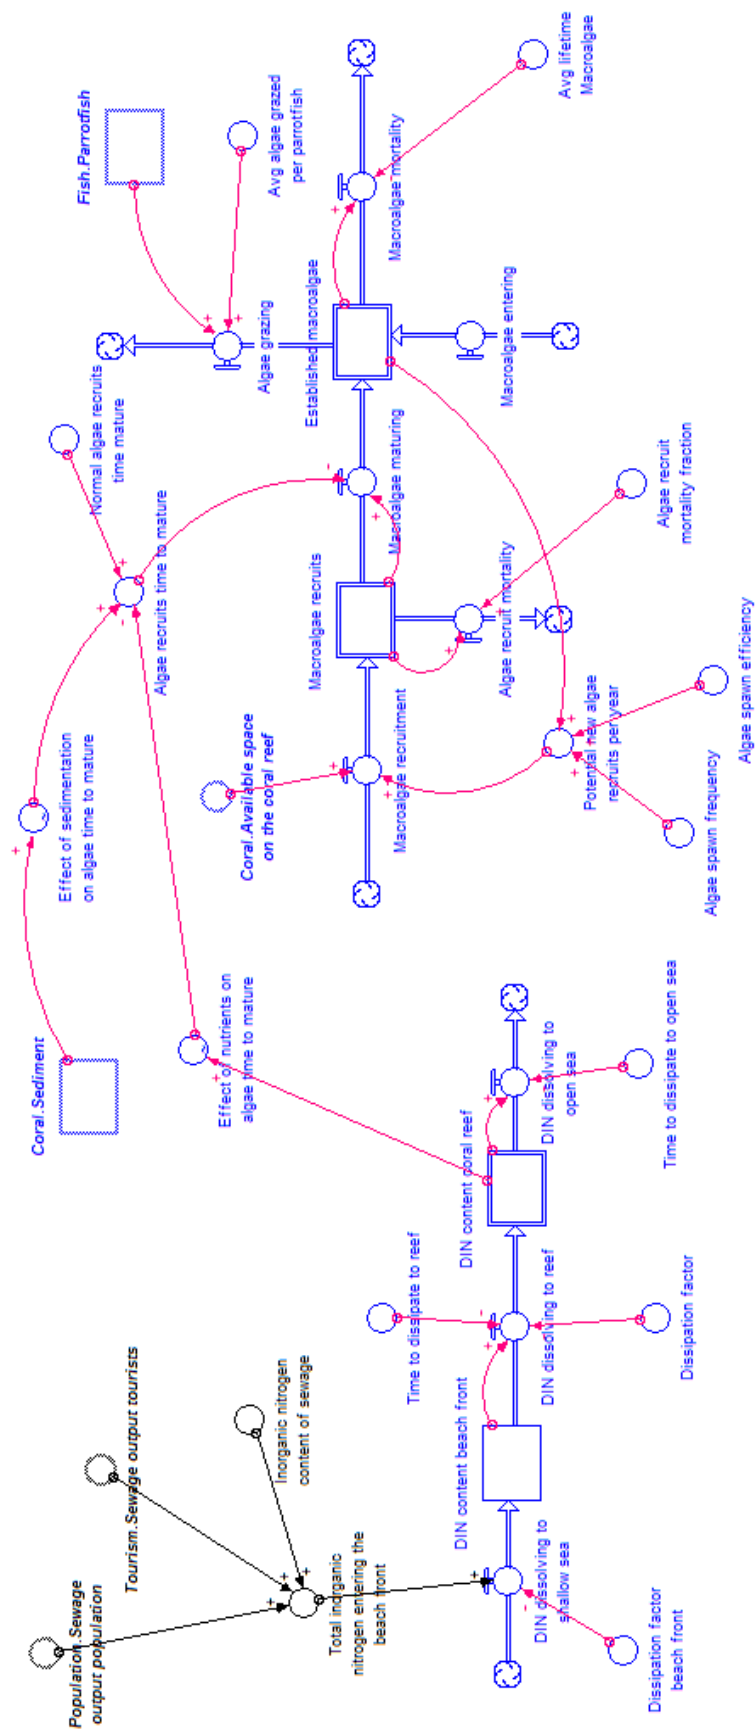 Population.Sewage
output population
Tourism.Sewage output tourists
Inorganic nitrogen
content of sewage
Total inorganic
nitrogen entering the
beach front
DIN dissolving to
shallow sea
Dissipation factor
beach front
DIN content beach front
Time to dissipate to reef
DIN dissolving to reef
Dissipation factor
DIN content coral reef
DIN dissolving to
open sea
Time to dissipate to open sea
Coral.Sediment
Effect of nutrients on
algae time to mature
Effect of sedimentation
on algae time to mature
Normal algae recruits
time mature
Algae recruits time to mature
Coral.Available space
on the coral reef
Macroalgae recruitment
Macroalgae recruits
Macroalgae maturing
Algae recruit mortality
Algae recruit
mortality fraction
Potential new algae
recruits per year
Algae spawn frequency
Algae spawn efficiency
Fish.Parrotfish
Avg algae grazed
per parrotfish
Algae grazing
Established macroalgae
Macroalgae entering
Macroalgae mortality
Avg lifetime
Macroalgae